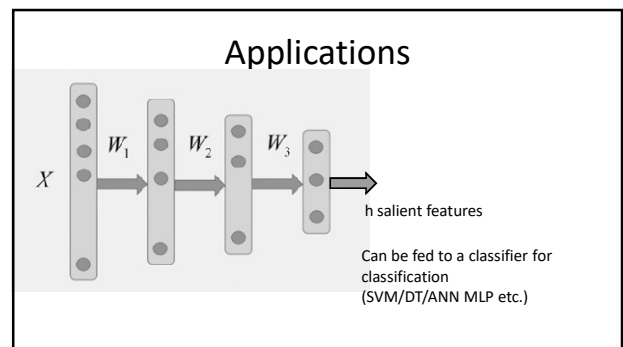 Applications
X
W₁
W₂
W₃
h salient features
Can be fed to a classifier for
classification
(SVM/DT/ANN MLP etc.)